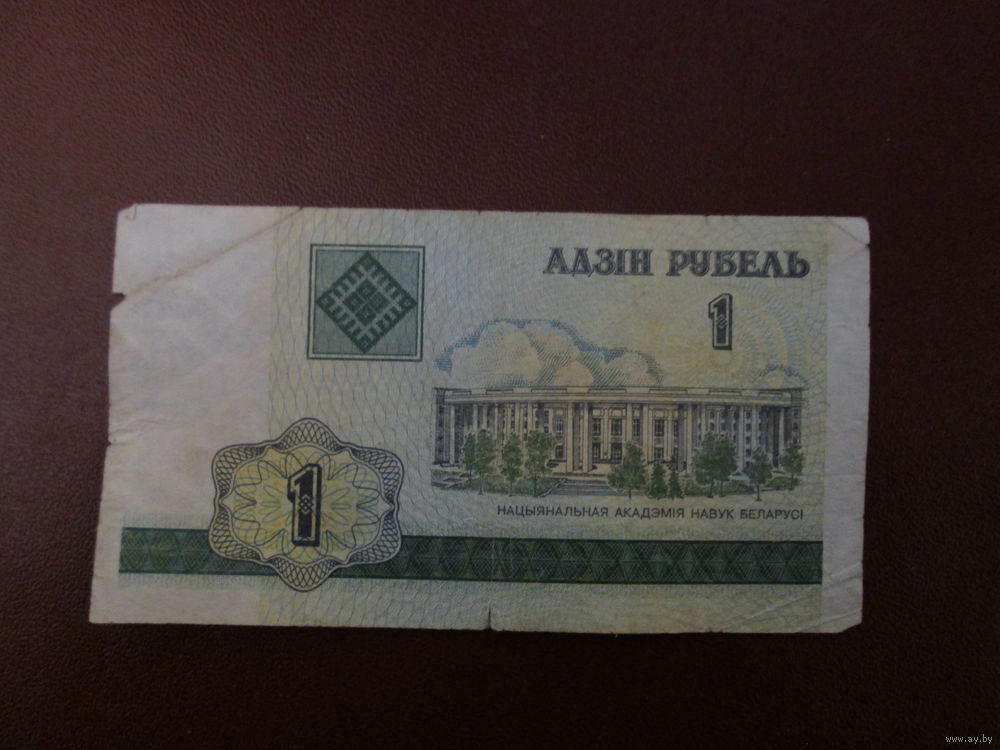 АДЗІН РУБЕЛЬ
1
НАЦЫЯНАЛЬНАЯ АКАДЭМІЯ НАВУК БЕЛАРУСІ
1
www.ay.by